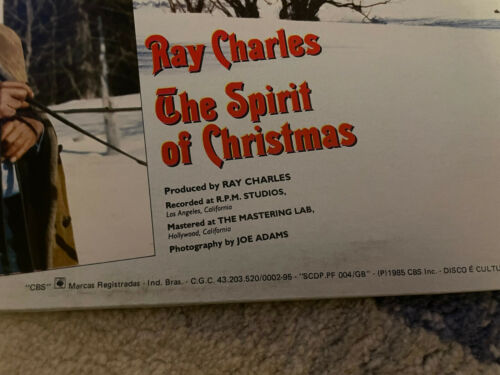 Ray Charles
The Spirit
of Christmas
Produced by RAY CHARLES
Recorded at R.P.M. STUDIOS,
Los Angeles, California
Mastered at THE MASTERING LAB,
Hollywood, California
Photography by JOE ADAMS
"CBS" Marcas Registradas - Ind. Bras. - C.G.C. 43.203.520/0002-95 - "SCDP.PF 004/GB" - (P)1985 CBS Inc. - DISCO É CULTU